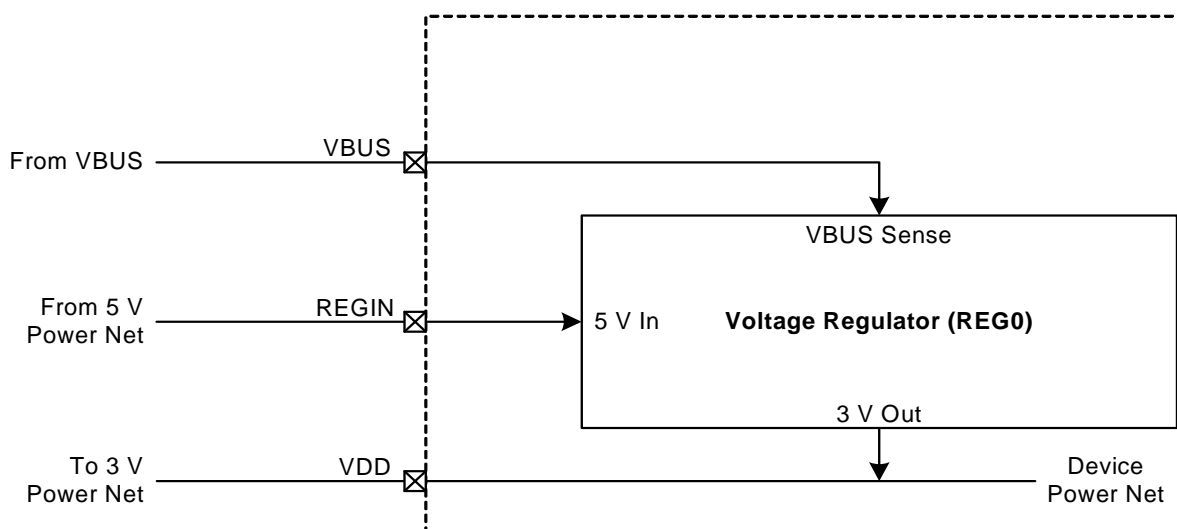 From VBUS
VBUS
VBUS Sense
From 5 V
Power Net
REGIN
5 V In
Voltage Regulator (REG0)
3 V Out
To 3 V
Power Net
VDD
Device
Power Net